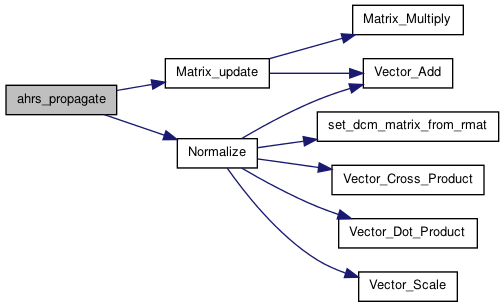 Matrix_Multiply
Matrix_update
Vector_Add
ahrs_propagate
set_dcm_matrix_from_rmat
Normalize
Vector_Cross_Product
Vector_Dot_Product
Vector_Scale